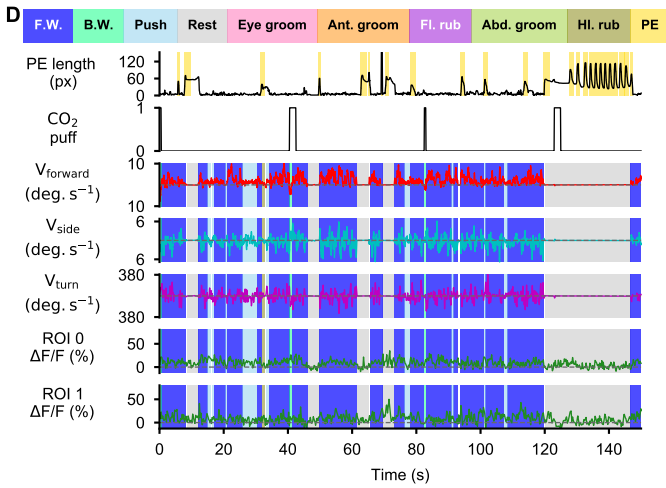 D
F.W. B.W. Push Rest Eye groom Ant. groom Fl. rub Abd. groom Hl. rub PE
PE length
(px)
120
60
0
CO2
puff
1
0
Vforward
(deg. s−1)
10
10
Vside
(deg. s−1)
6
6
Vturn
(deg. s−1)
380
380
ROI 0
ΔF/F (%)
50
0
ROI 1
ΔF/F (%)
50
0
0 20 40 60 80 100 120 140
Time (s)